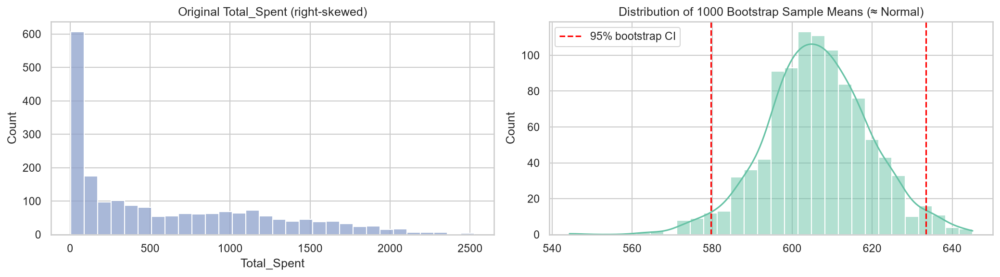 Original Total_Spent (right-skewed)
Count
600
500
400
300
200
100
0
0 500 1000 1500 2000 2500
Total_Spent
Distribution of 1000 Bootstrap Sample Means (≈ Normal)
95% bootstrap CI
Count
100
80
60
40
20
0
540 560 580 600 620 640